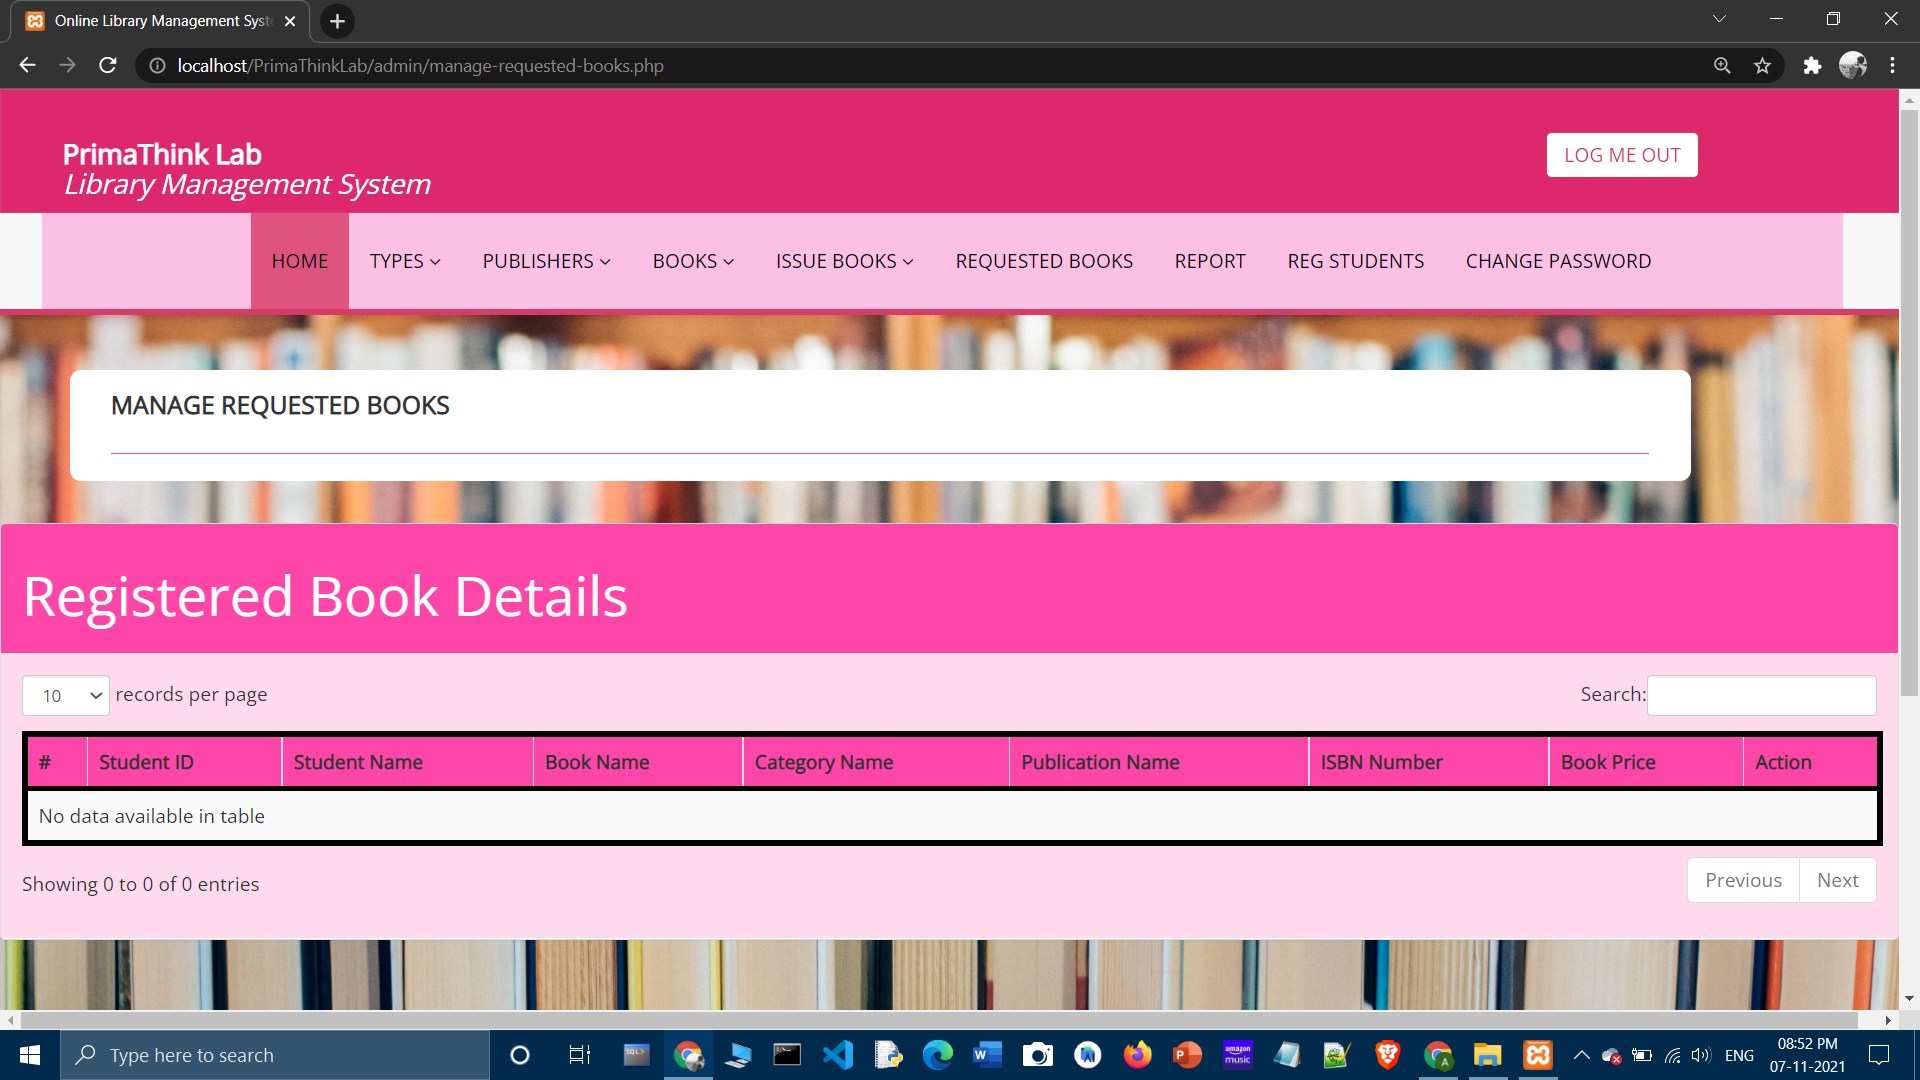 Online Library Management Syst
localhost/PrimaThinkLab/admin/manage-requested-books.php
PrimaThink Lab
Library Management System
LOG ME OUT
HOME TYPES PUBLISHERS BOOKS ISSUE BOOKS REQUESTED BOOKS REPORT REG STUDENTS CHANGE PASSWORD
MANAGE REQUESTED BOOKS
Registered Book Details
10 records per page
Search:
# Student ID Student Name Book Name Category Name Publication Name ISBN Number Book Price Action
No data available in table
Showing 0 to 0 of 0 entries
Previous Next
Type here to search
SQL>
amazon music
ENG
08:52 PM
07-11-2021